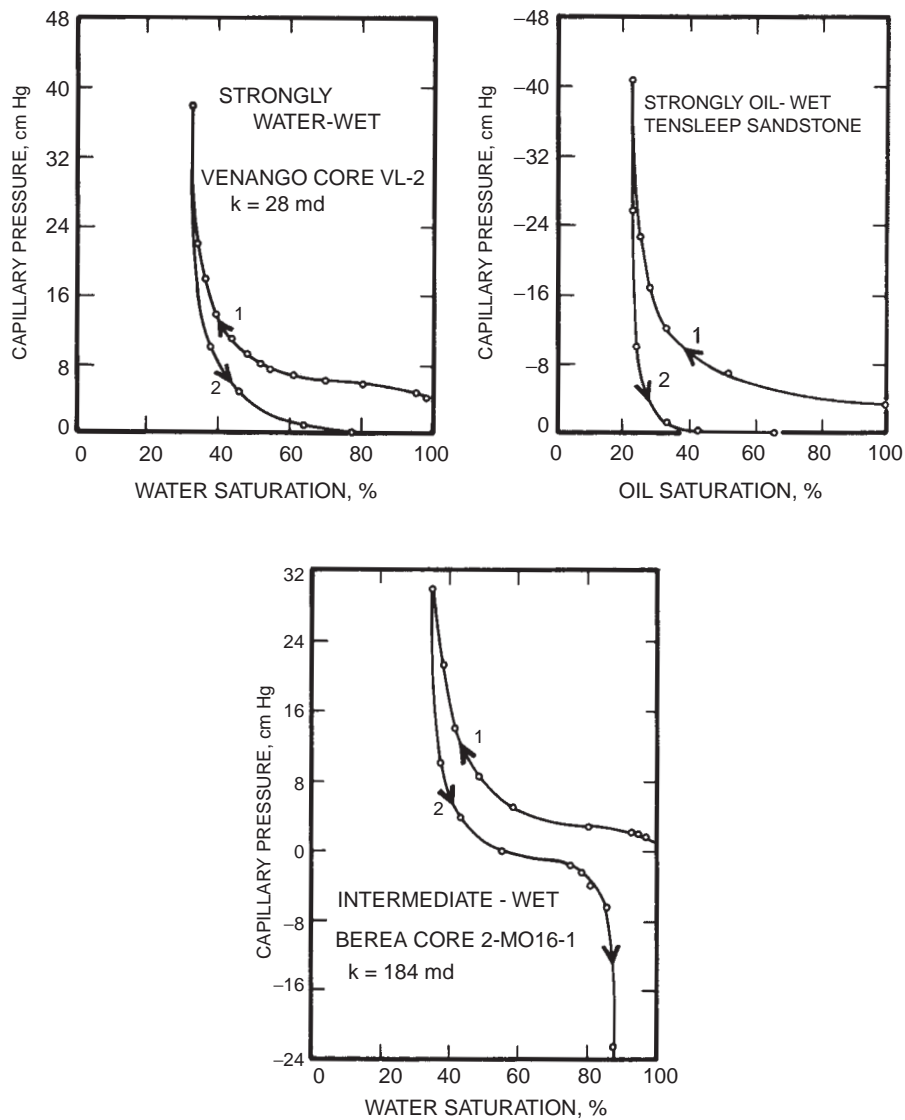 CAPILLARY PRESSURE, cm Hg
48
40
32
24
16
8
0
STRONGLY
WATER-WET
VENANGO CORE VL-2
k = 28 md
1
2
0 20 40 60 80 100
WATER SATURATION, %
CAPILLARY PRESSURE, cm Hg
–48
–40
–32
–24
–16
–8
0
STRONGLY OIL- WET
TENSLEEP SANDSTONE
1
2
0 20 40 60 80 100
OIL SATURATION, %
CAPILLARY PRESSURE, cm Hg
32
24
16
8
0
–8
–16
–24
1
2
INTERMEDIATE - WET
BEREA CORE 2-MO16-1
k = 184 md
0 20 40 60 80 100
WATER SATURATION, %